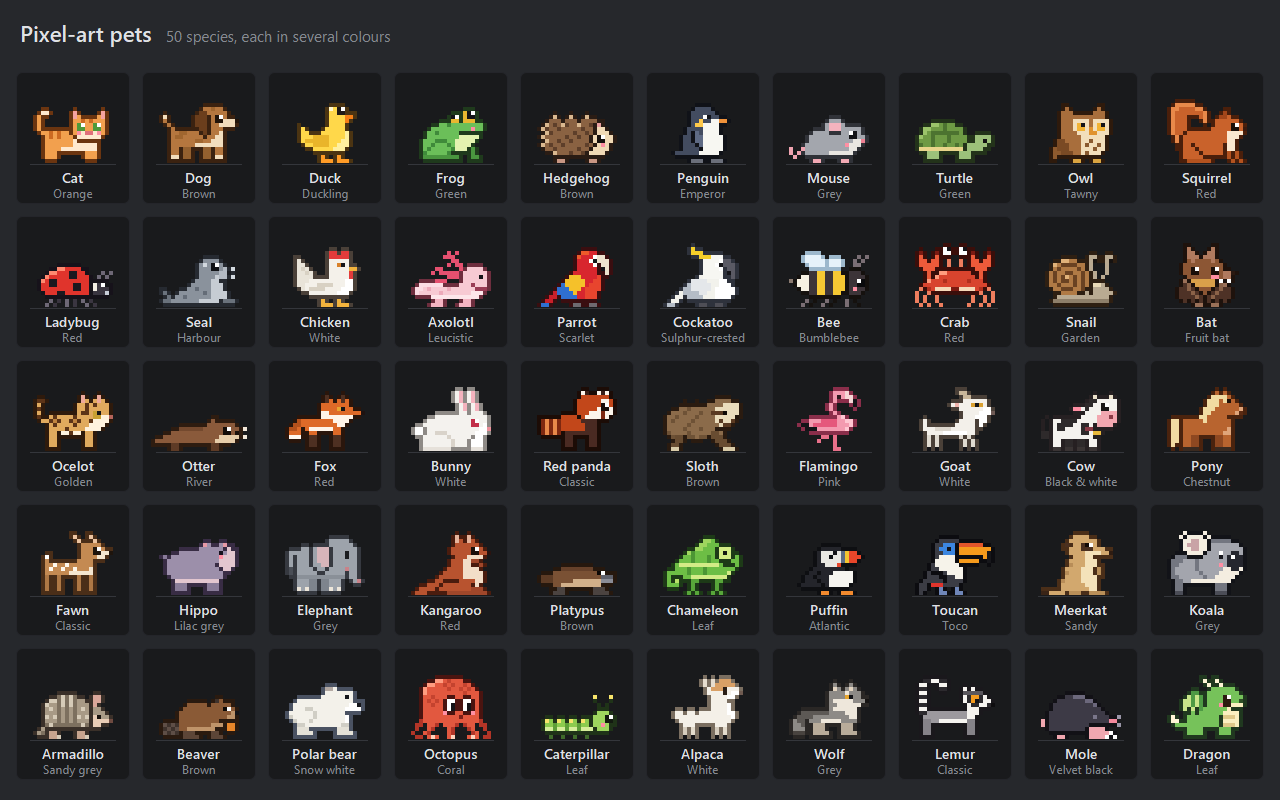 Pixel-art pets 50 species, each in several colours
Cat Dog Duck Frog Hedgehog Penguin Mouse Turtle Owl Squirrel
Orange Brown Duckling Green Brown Emperor Grey Green Tawny Red
Ladybug Seal Chicken Axolotl Parrot Cockatoo Bee Crab Snail Bat
Red Harbour White Leucistic Scarlet Sulphur-crested Bumblebee Red Garden Fruit bat
Ocelot Otter Fox Bunny Red panda Sloth Flamingo Goat Cow Pony
Golden River Red White Classic Brown Pink White Black & white Chestnut
Fawn Hippo Elephant Kangaroo Platypus Chameleon Puffin Toucan Meerkat Koala
Classic Lilac grey Grey Red Brown Leaf Atlantic Toco Sandy Grey
Armadillo Beaver Polar bear Octopus Caterpillar Alpaca Wolf Lemur Mole Dragon
Sandy grey Brown Snow white Coral Leaf White Grey Classic Velvet black Leaf